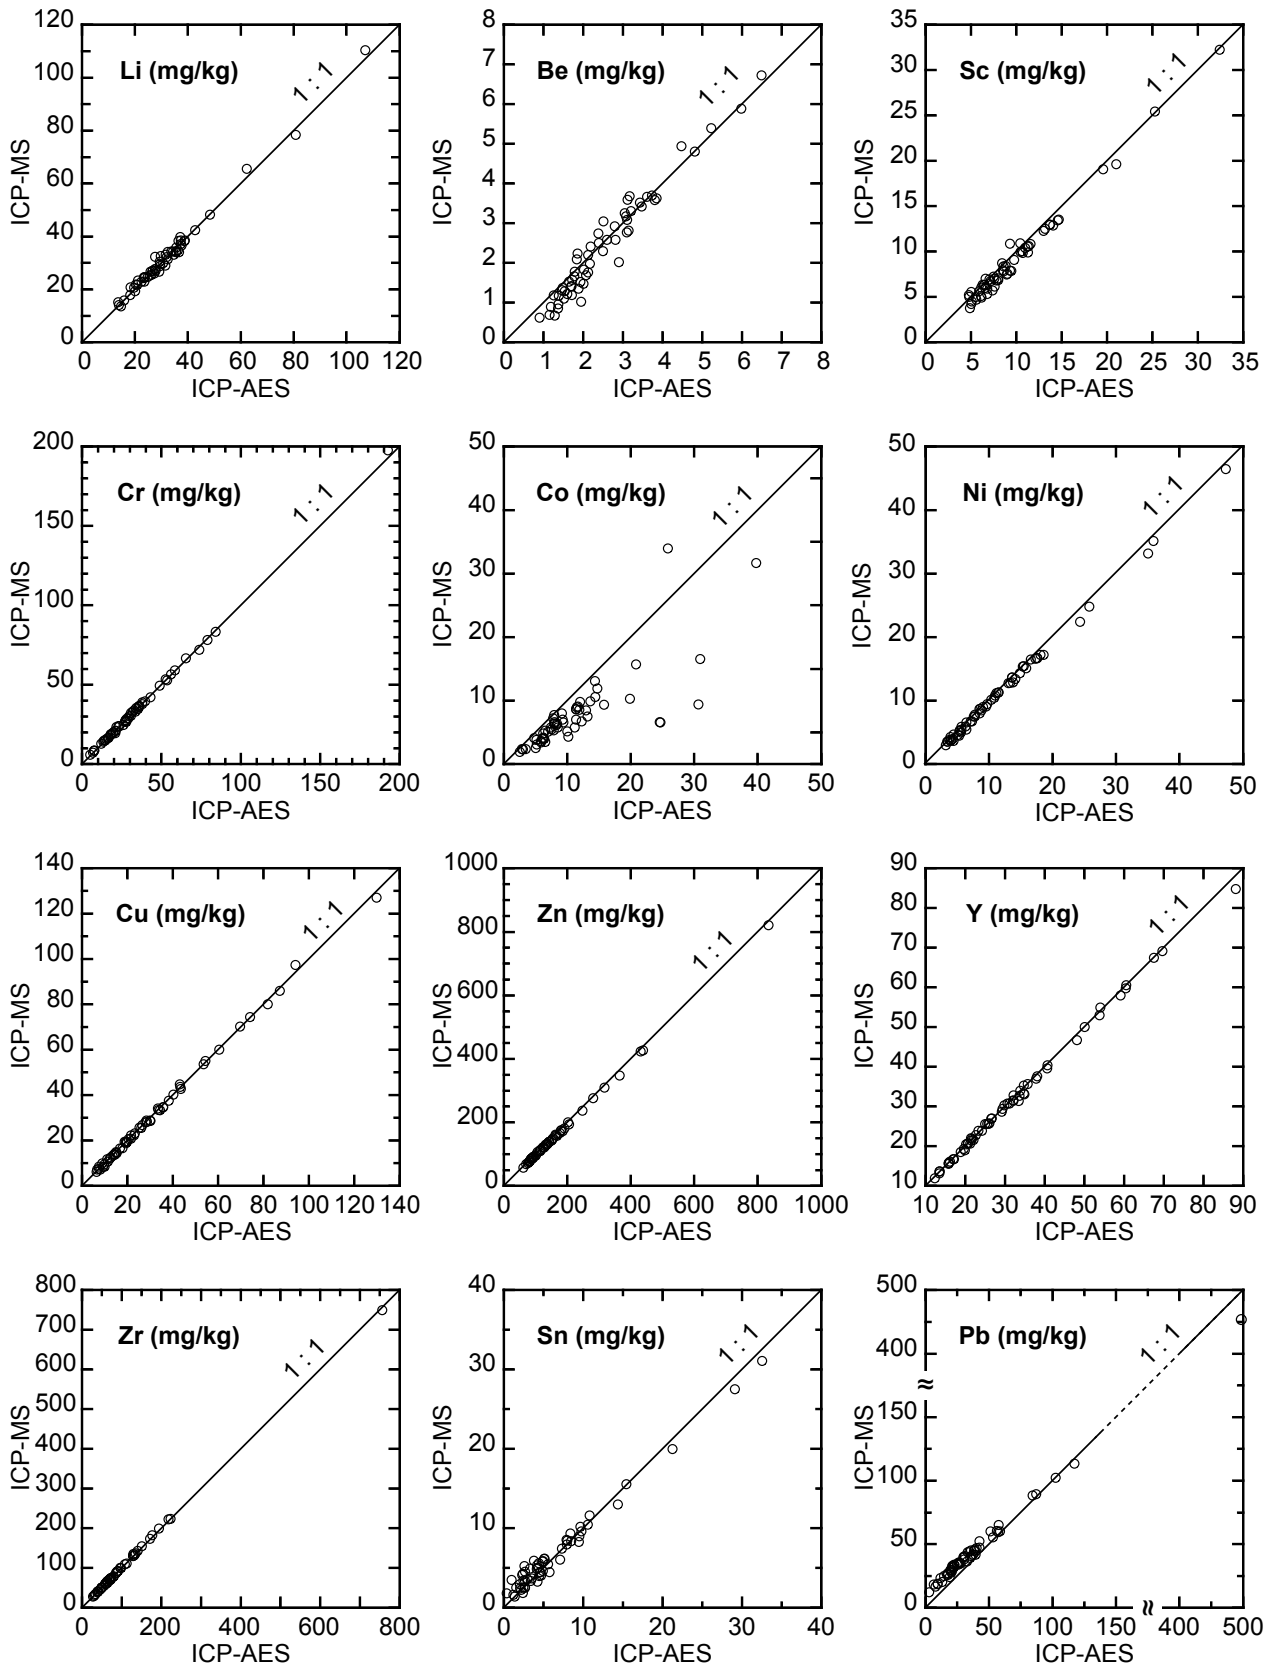 120
100
80
60
40
20
0
ICP-MS
Li (mg/kg)
1 : 1
0 20 40 60 80 100 120
ICP-AES
8
7
6
5
4
3
2
1
0
ICP-MS
Be (mg/kg)
1 : 1
0 1 2 3 4 5 6 7 8
ICP-AES
35
30
25
20
15
10
5
0
ICP-MS
Sc (mg/kg)
1 : 1
0 5 10 15 20 25 30 35
ICP-AES
200
150
100
50
0
ICP-MS
Cr (mg/kg)
1 : 1
0 50 100 150 200
ICP-AES
50
40
30
20
10
0
ICP-MS
Co (mg/kg)
1 : 1
0 10 20 30 40 50
ICP-AES
50
40
30
20
10
0
ICP-MS
Ni (mg/kg)
1 : 1
0 10 20 30 40 50
ICP-AES
140
120
100
80
60
40
20
0
ICP-MS
Cu (mg/kg)
1 : 1
0 20 40 60 80 100 120 140
ICP-AES
1000
800
600
400
200
0
ICP-MS
Zn (mg/kg)
1 : 1
0 200 400 600 800 1000
ICP-AES
90
80
70
60
50
40
30
20
10
ICP-MS
Y (mg/kg)
1 : 1
10 20 30 40 50 60 70 80 90
ICP-AES
800
700
600
500
400
300
200
100
0
ICP-MS
Zr (mg/kg)
1 : 1
0 200 400 600 800
ICP-AES
40
30
20
10
0
ICP-MS
Sn (mg/kg)
1 : 1
0 10 20 30 40
ICP-AES
500
400
≈
150
100
50
0
ICP-MS
Pb (mg/kg)
1 : 1
0 50 100 ≈ 400 500
ICP-AES